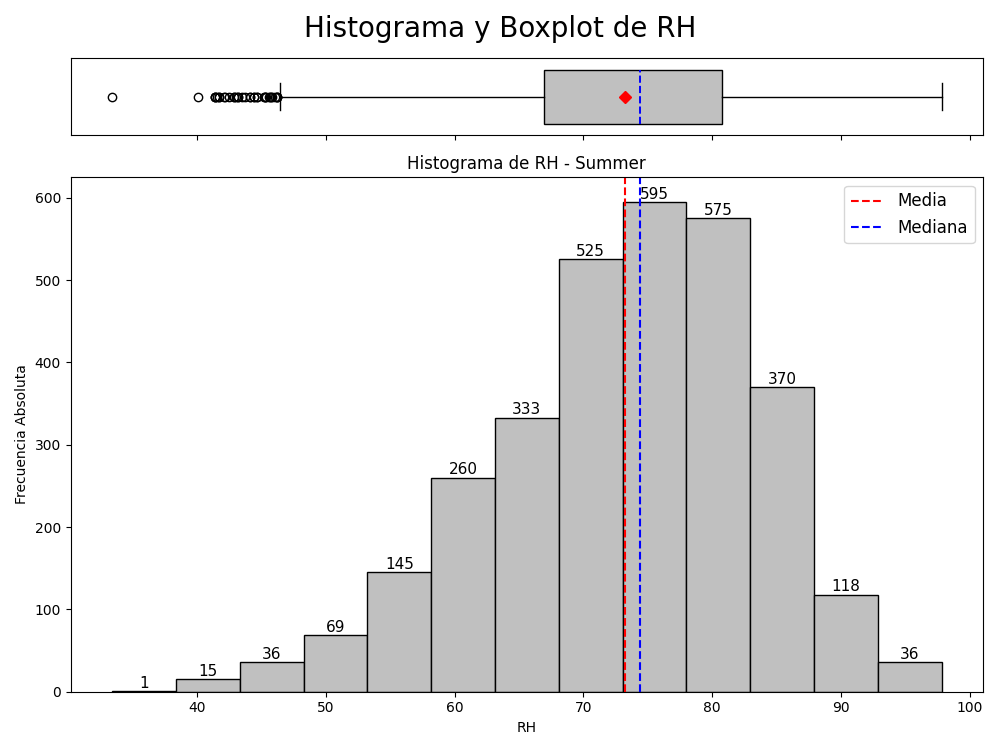 Histograma y Boxplot de RH
Histograma de RH - Summer
Media
Mediana
Frecuencia Absoluta
600
500
400
300
200
100
0
1
15
36
69
145
260
333
525
595
575
370
118
36
40 50 60 70 80 90 100
RH